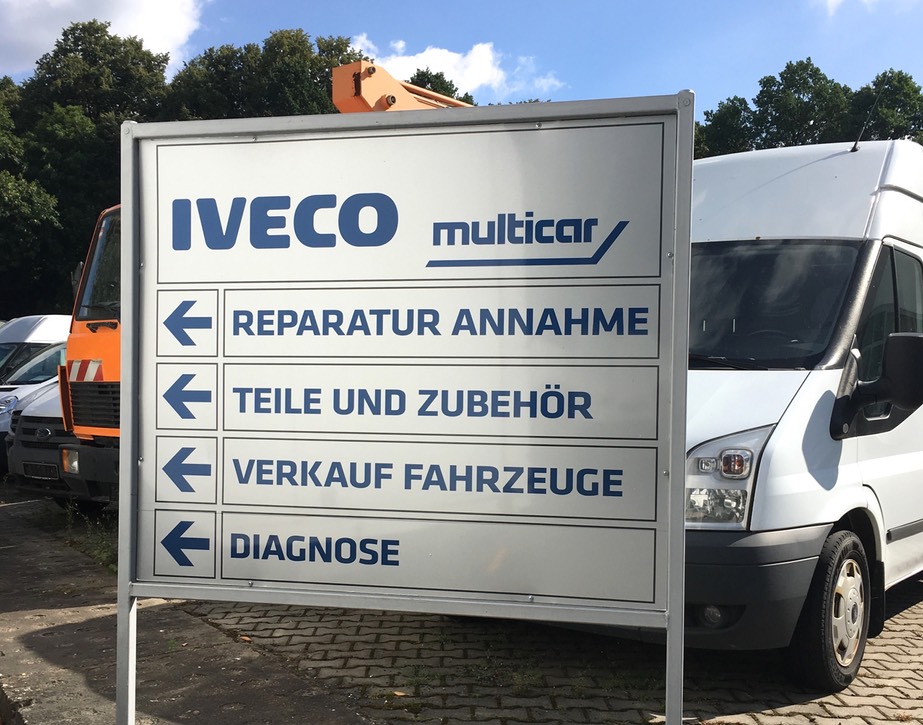 IVECO multicar
REPARATUR ANNAHME
TEILE UND ZUBEHÖR
VERKAUF FAHRZEUGE
DIAGNOSE